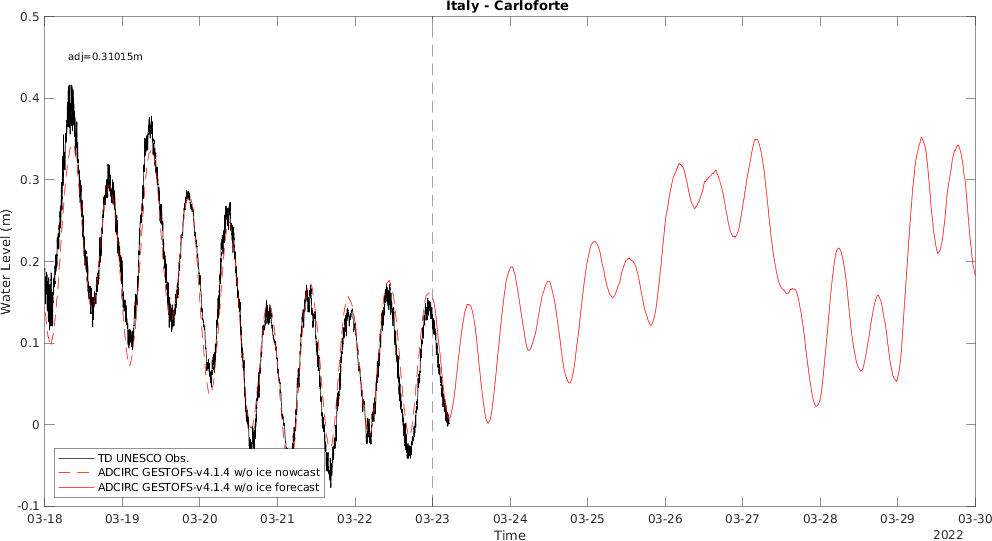 Italy - Carloforte
adj=0.31015m
Water Level (m)
0.5
0.4
0.3
0.2
0.1
0
-0.1
TD UNESCO Obs.
ADCIRC GESTOFS-v4.1.4 w/o ice nowcast
ADCIRC GESTOFS-v4.1.4 w/o ice forecast
03-18 03-19 03-20 03-21 03-22 03-23 03-24 03-25 03-26 03-27 03-28 03-29 03-30
Time
2022